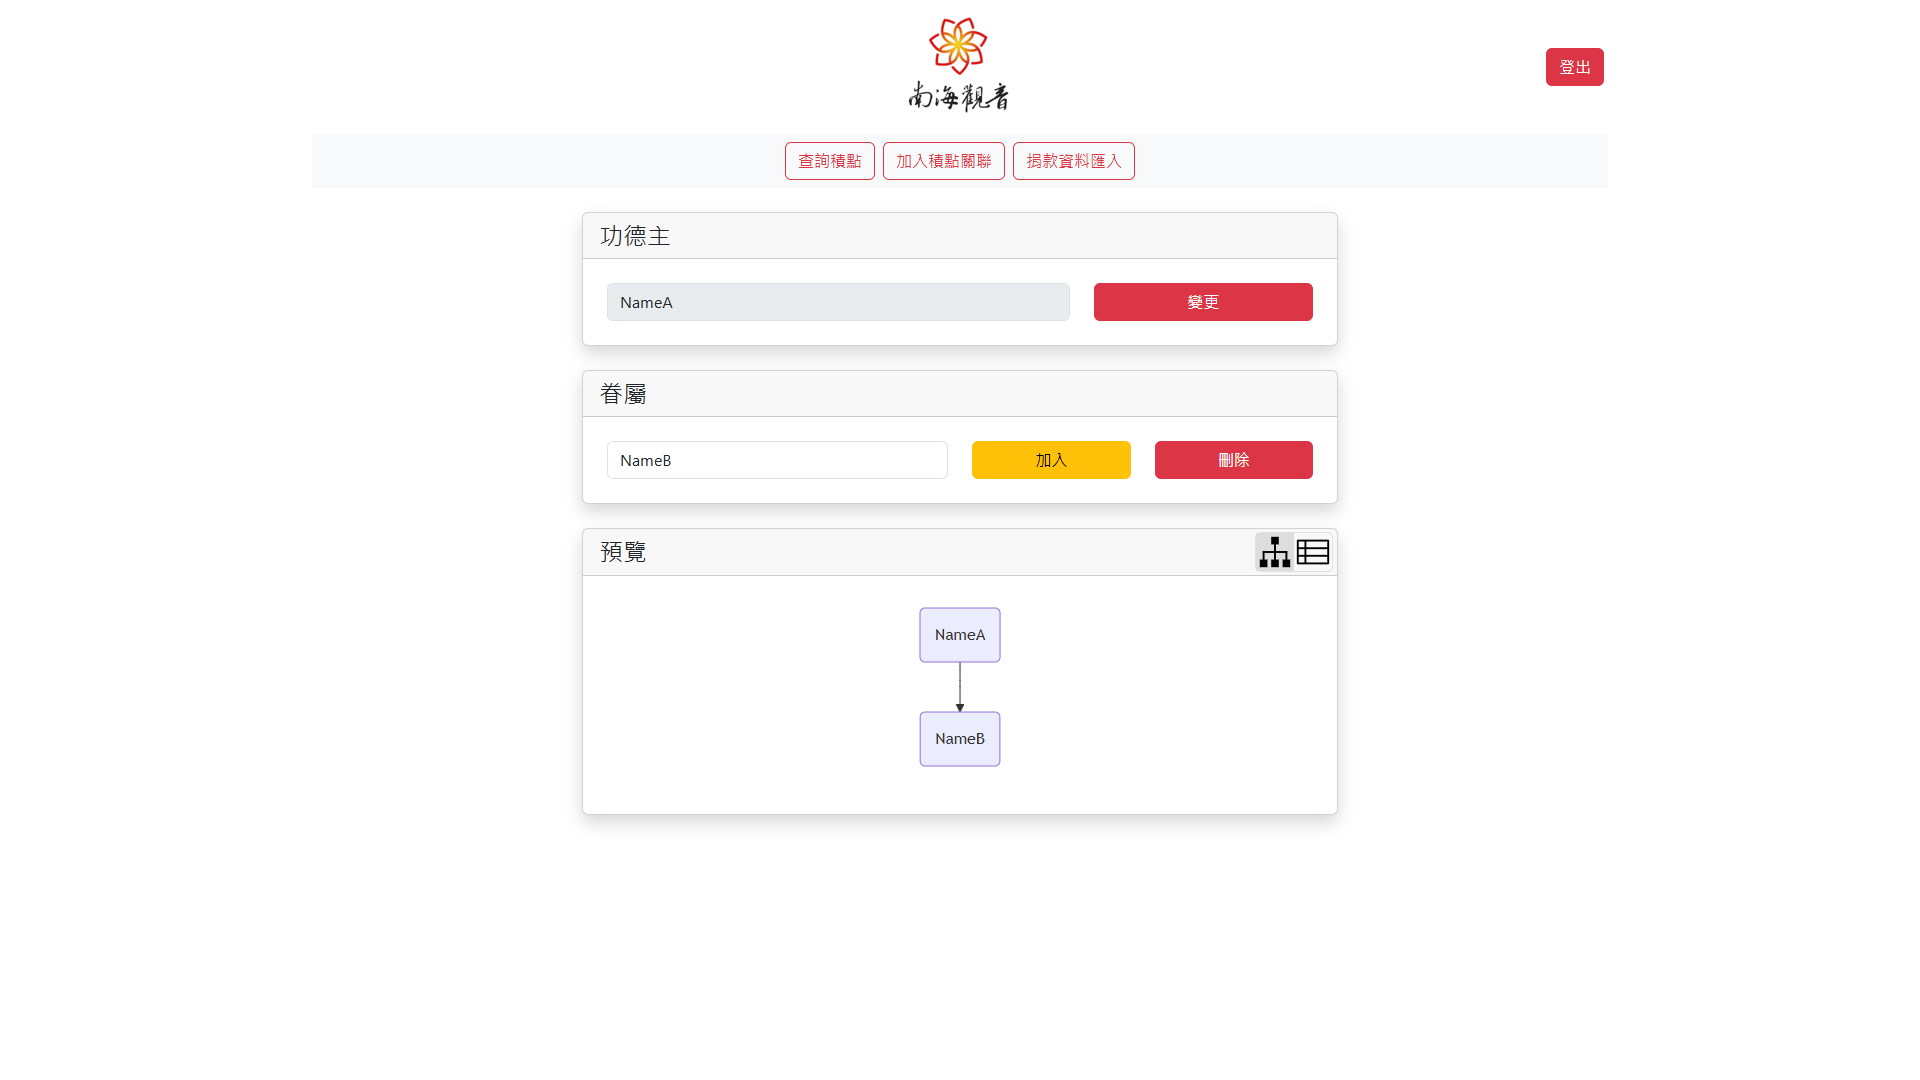 南海觀音
登出
查詢積點 加入積點關聯 捐款資料匯入
功德主
NameA 變更
眷屬
NameB 加入 刪除
預覽
NameA
NameB